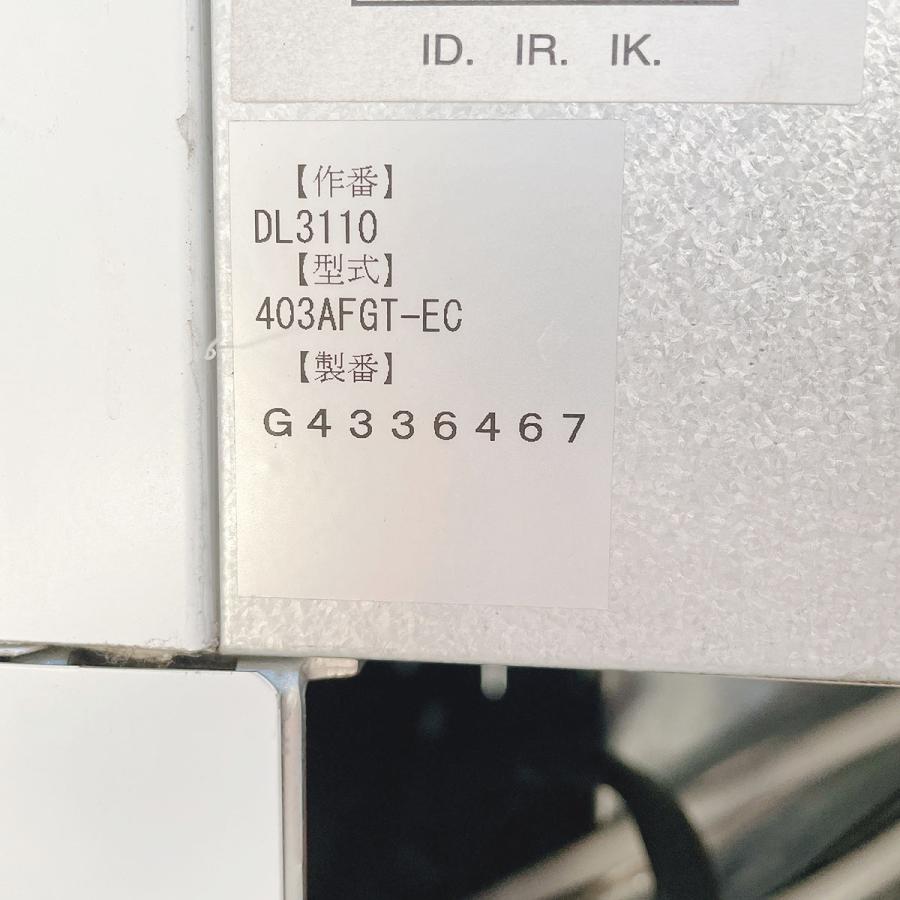 ID. IR. IK.
【作番】
DL3110
【型式】
403AFGT-EC
【製番】
G4336467